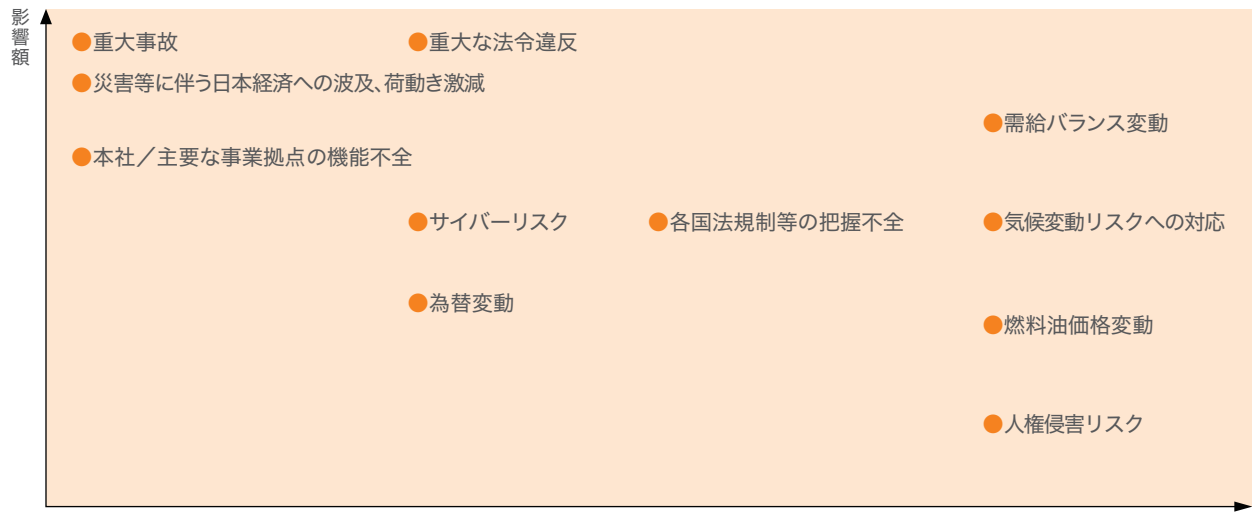 影響額
●重大事故
●重大な法令違反
●災害等に伴う日本経済への波及、荷動き激減
●需給バランス変動
●本社／主要な事業拠点の機能不全
●サイバーリスク
●各国法規制等の把握不全
●気候変動リスクへの対応
●為替変動
●燃料油価格変動
●人権侵害リスク